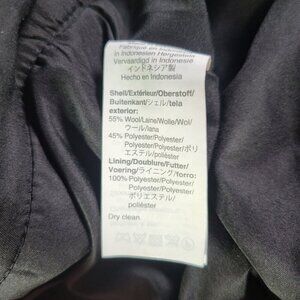 Fabriqué en Indonésie
in Indonesien Hergestellt
Vervaardigd in Indonesië
インドネシア製
Hecho en Indonesia
Shell/Extérieur/Oberstoff/
Buitenkant/シェル/tela
exterior:
55% Wool/Laine/Wolle/Wol/
ウール/lana
45% Polyester/Polyester/
Polyester/Polyester/ポリ
エステル/poliéster
Lining/Doublure/Futter/
Voering/ライニング/forro:
100% Polyester/Polyester/
Polyester/Polyester/ポリ
エステル/
poliéster
Dry clean